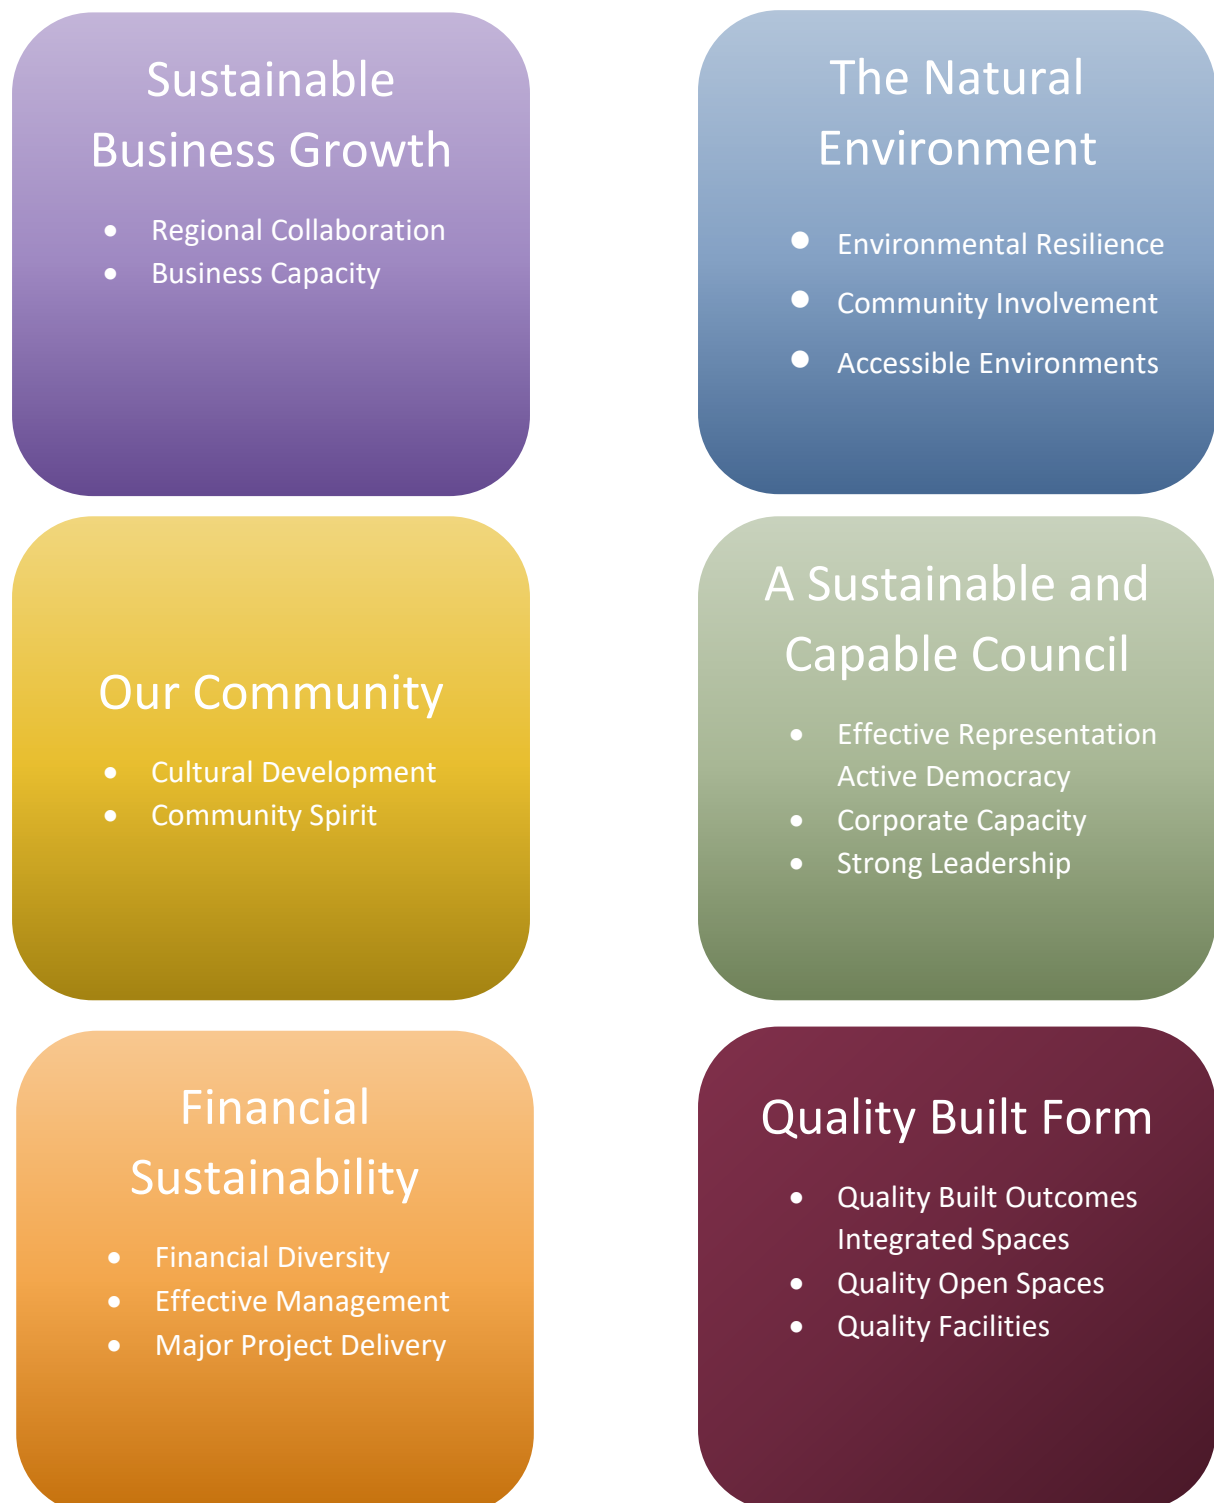 Sustainable
Business Growth
• Regional Collaboration
• Business Capacity
The Natural
Environment
• Environmental Resilience
• Community Involvement
• Accessible Environments
Our Community
• Cultural Development
• Community Spirit
A Sustainable and
Capable Council
• Effective Representation
Active Democracy
• Corporate Capacity
• Strong Leadership
Financial
Sustainability
• Financial Diversity
• Effective Management
• Major Project Delivery
Quality Built Form
• Quality Built Outcomes
Integrated Spaces
• Quality Open Spaces
• Quality Facilities